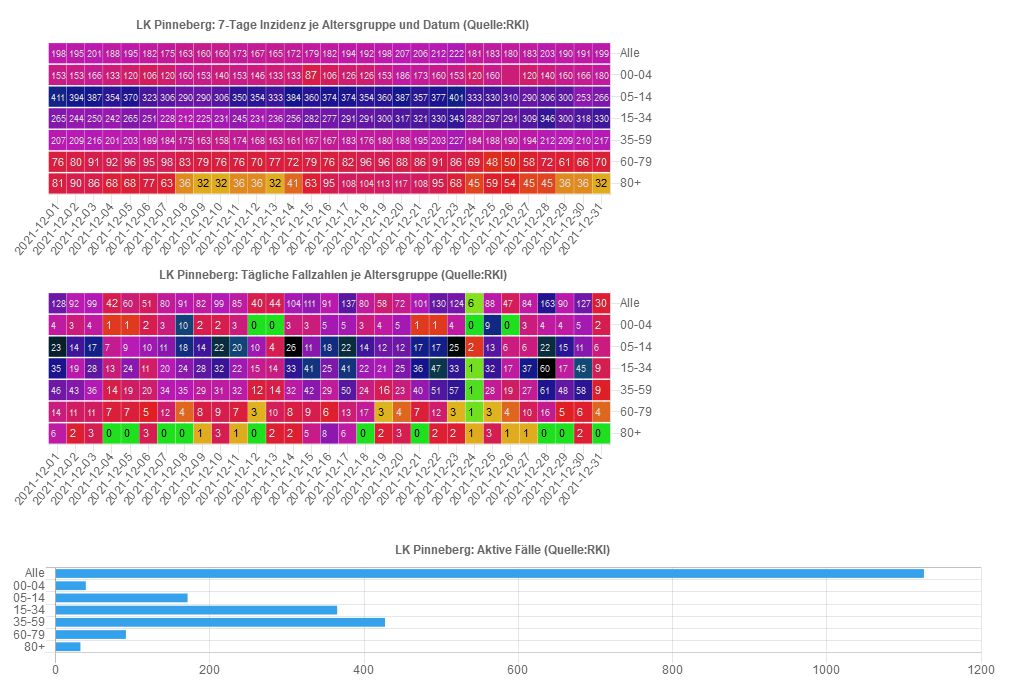 LK Pinneberg: 7-Tage Inzidenz je Altersgruppe und Datum (Quelle:RKI)
198 195 201 188 195 182 175 163 160 160 173 167 165 172 179 182 194 192 198 207 206 212 222 181 183 180 183 203 190 191 199 Alle
153 153 166 133 120 106 120 160 153 140 153 146 133 133 87 106 126 126 153 186 173 160 153 120 160 120 140 160 166 180 00-04
411 394 387 354 370 323 306 290 290 306 350 354 333 384 360 374 374 354 360 387 357 377 401 333 330 310 290 306 300 253 266 05-14
265 244 250 242 265 251 228 212 231 245 231 231 236 256 282 277 291 291 300 317 321 330 343 282 297 291 309 346 300 318 330 15-34
207 209 216 201 203 189 184 175 163 158 174 168 163 161 167 167 183 176 180 188 195 203 227 184 188 190 194 212 209 210 217 35-59
76 80 91 92 96 95 98 83 79 76 76 70 77 72 79 76 82 96 96 88 86 91 86 69 48 50 58 72 61 66 70 60-79
81 90 86 68 68 77 63 36 32 32 36 36 32 41 63 95 108 104 113 117 108 95 68 45 59 54 45 45 36 36 32 80+
2021-12-01 2021-12-02 2021-12-03 2021-12-04 2021-12-05 2021-12-06 2021-12-07 2021-12-08 2021-12-09 2021-12-10 2021-12-11 2021-12-12 2021-12-13 2021-12-14 2021-12-15 2021-12-16 2021-12-17 2021-12-18 2021-12-19 2021-12-20 2021-12-21 2021-12-22 2021-12-23 2021-12-24 2021-12-25 2021-12-26 2021-12-27 2021-12-28 2021-12-29 2021-12-30 2021-12-31
LK Pinneberg: Tägliche Fallzahlen je Altersgruppe (Quelle:RKI)
128 92 99 42 60 51 80 91 82 99 85 40 44 104 111 91 137 80 58 72 101 130 124 6 88 47 84 163 90 127 30 Alle
4 3 4 1 1 2 3 10 2 2 3 0 0 3 3 5 5 3 4 5 1 1 4 0 9 0 3 4 4 5 2 00-04
23 14 17 7 9 10 11 18 14 22 20 10 4 26 11 18 22 14 12 12 17 17 25 2 13 6 6 22 15 11 6 05-14
35 19 28 13 24 11 20 24 28 32 22 15 14 33 41 25 41 22 21 25 36 47 33 1 32 17 37 60 17 45 9 15-34
46 43 36 14 19 20 34 35 29 31 32 12 14 32 42 29 50 24 16 23 40 51 57 1 28 19 27 61 48 58 9 35-59
14 11 11 7 7 5 12 4 8 9 7 3 10 8 9 6 13 17 3 4 7 12 3 1 3 4 10 16 5 6 4 60-79
6 2 3 0 0 3 0 0 1 3 1 0 2 2 5 8 6 0 2 3 0 2 2 1 3 1 1 0 0 2 0 80+
2021-12-01 2021-12-02 2021-12-03 2021-12-04 2021-12-05 2021-12-06 2021-12-07 2021-12-08 2021-12-09 2021-12-10 2021-12-11 2021-12-12 2021-12-13 2021-12-14 2021-12-15 2021-12-16 2021-12-17 2021-12-18 2021-12-19 2021-12-20 2021-12-21 2021-12-22 2021-12-23 2021-12-24 2021-12-25 2021-12-26 2021-12-27 2021-12-28 2021-12-29 2021-12-30 2021-12-31
LK Pinneberg: Aktive Fälle (Quelle:RKI)
Alle
00-04
05-14
15-34
35-59
60-79
80+
0 200 400 600 800 1000 1200